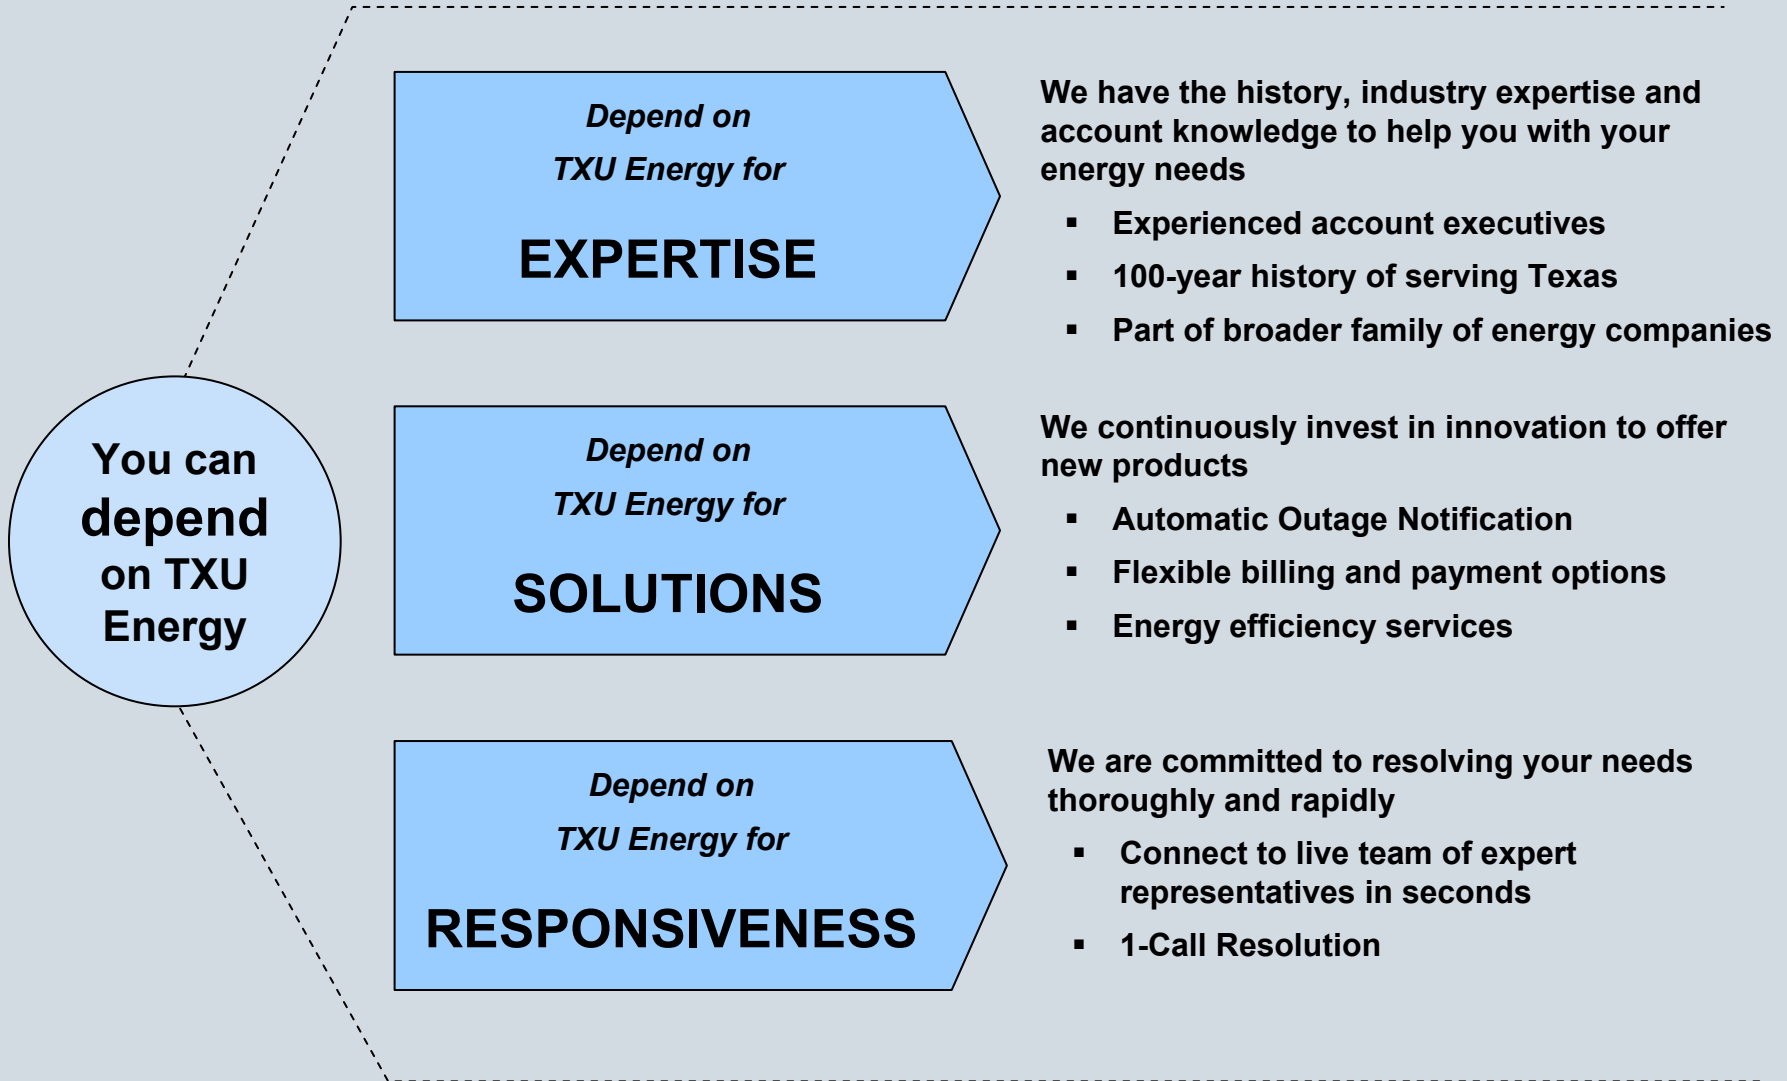 You can
depend
on TXU
Energy
Depend on
TXU Energy for
EXPERTISE
We have the history, industry expertise and
account knowledge to help you with your
energy needs
▪ Experienced account executives
▪ 100-year history of serving Texas
▪ Part of broader family of energy companies
Depend on
TXU Energy for
SOLUTIONS
We continuously invest in innovation to offer
new products
▪ Automatic Outage Notification
▪ Flexible billing and payment options
▪ Energy efficiency services
Depend on
TXU Energy for
RESPONSIVENESS
We are committed to resolving your needs
thoroughly and rapidly
▪ Connect to live team of expert
representatives in seconds
▪ 1-Call Resolution